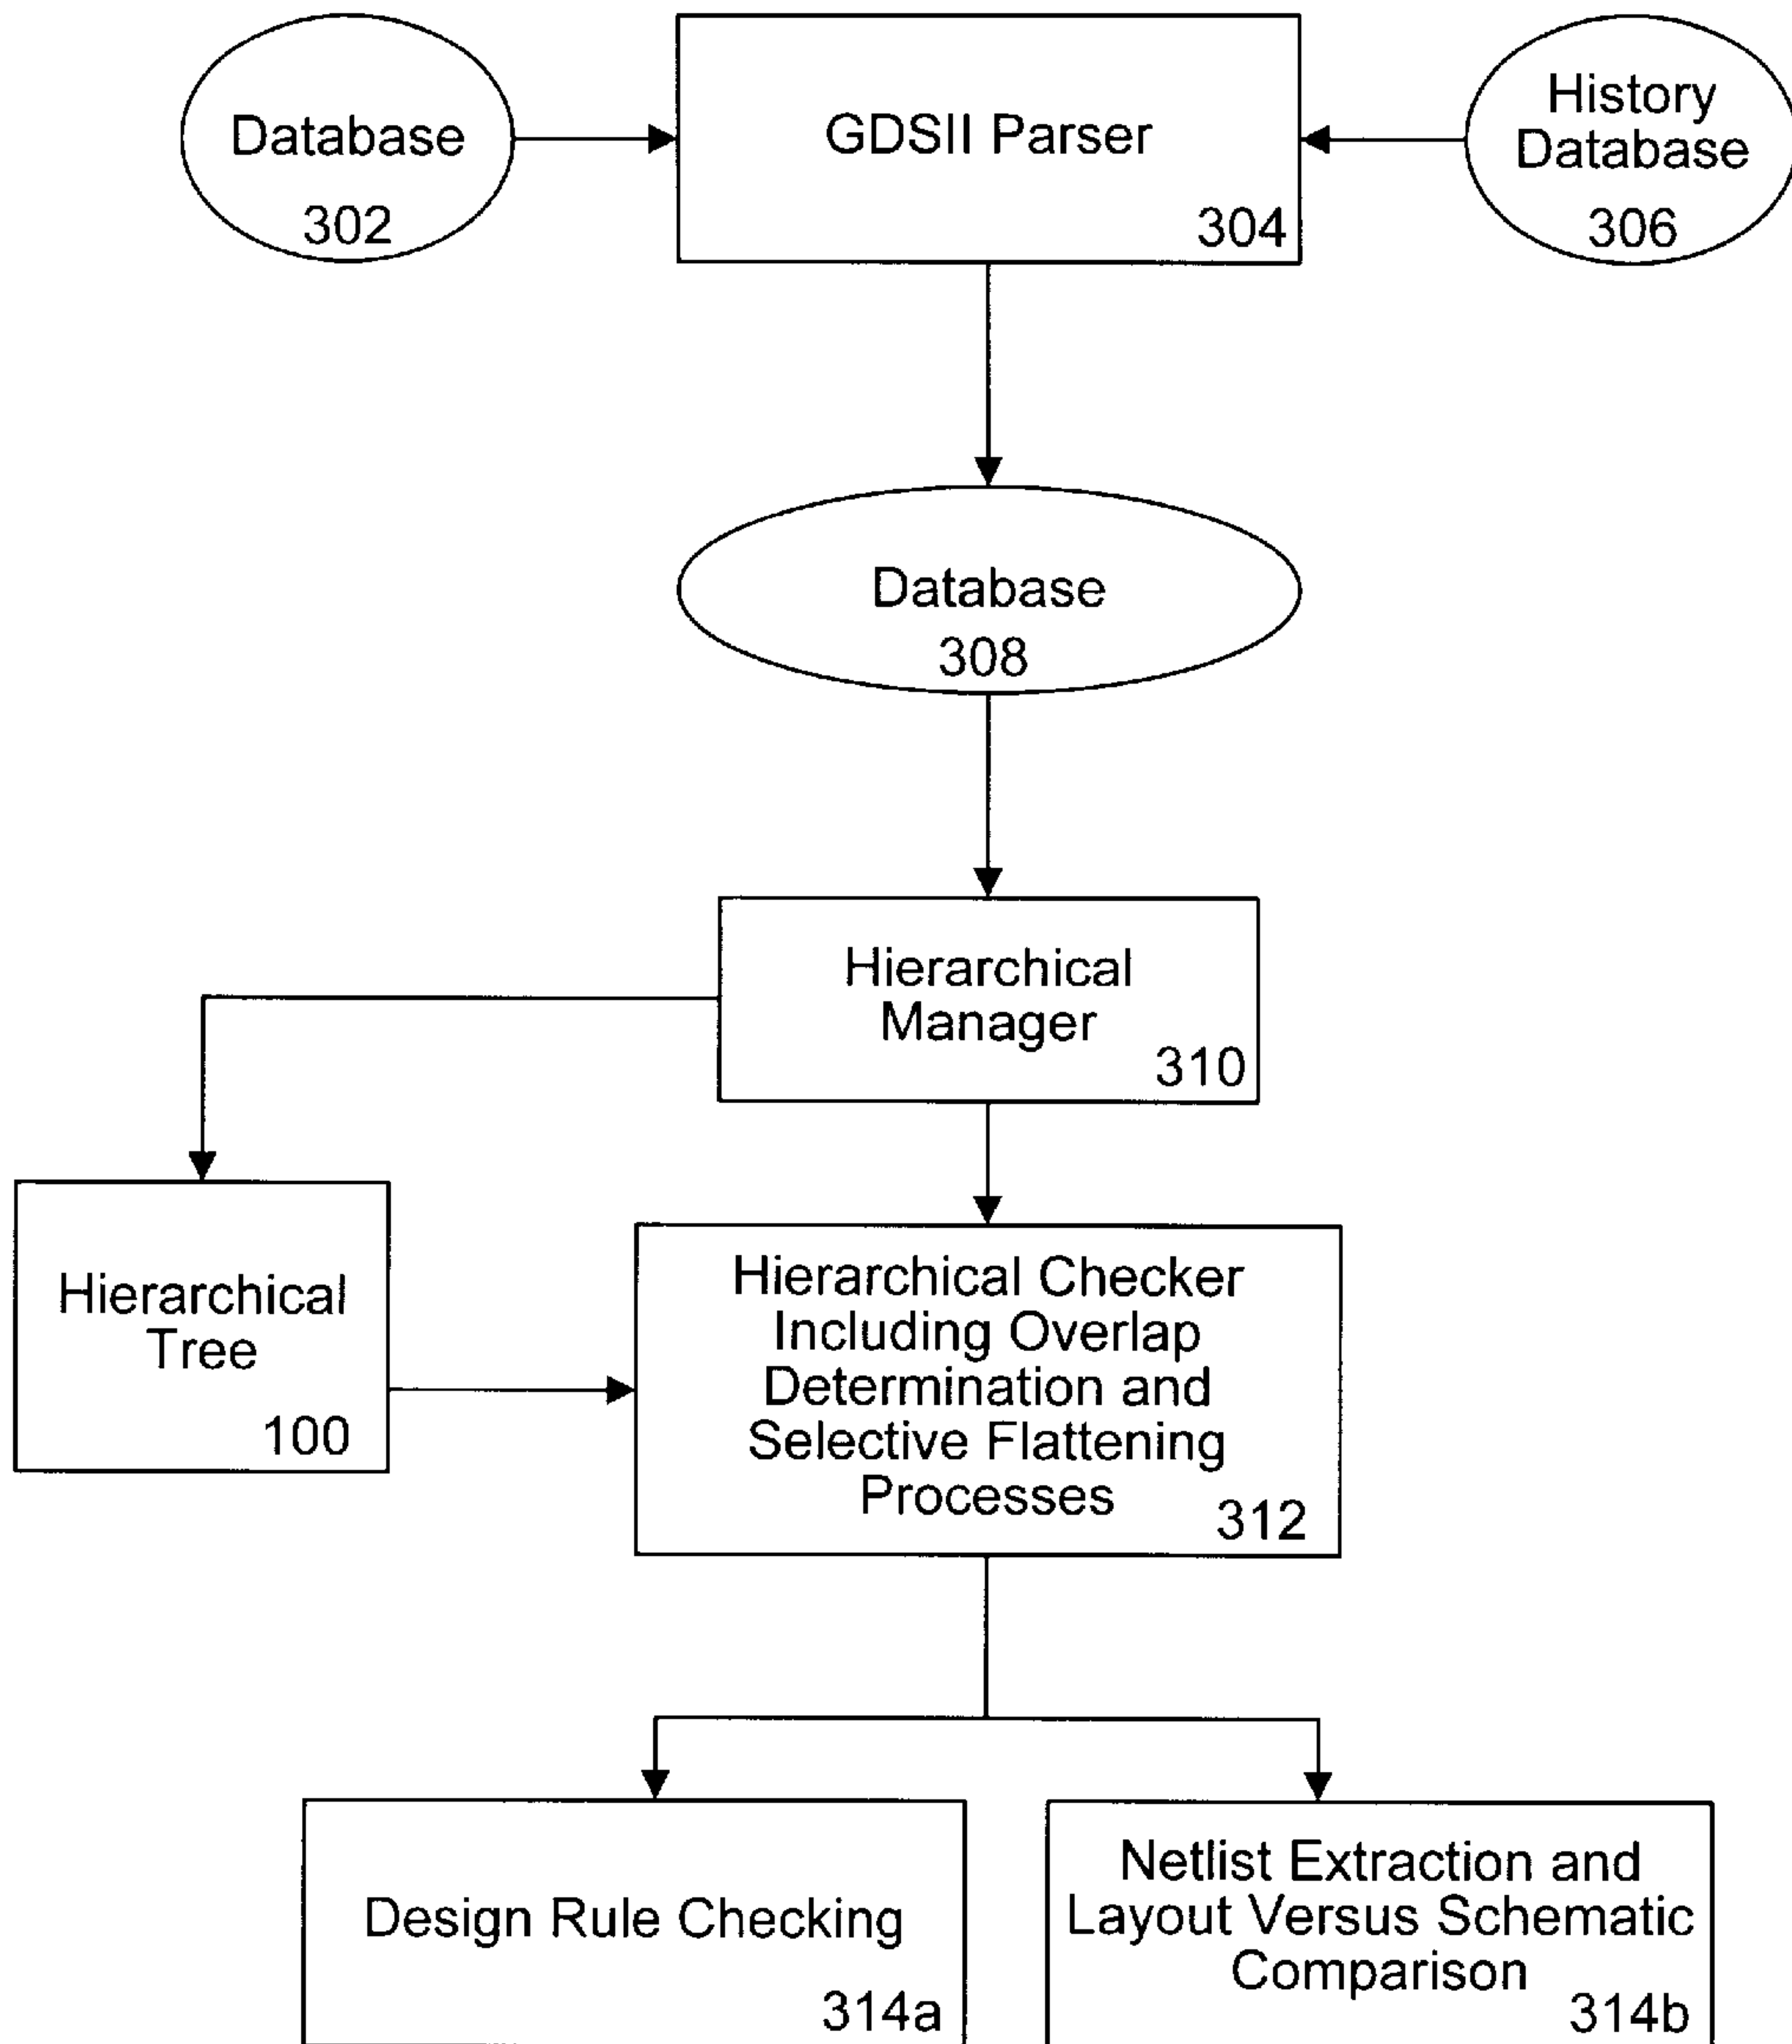 Database
302
GDSII Parser
304
History
Database
306
Database
308
Hierarchical
Manager
310
Hierarchical
Tree
100
Hierarchical Checker
Including Overlap
Determination and
Selective Flattening
Processes
312
Design Rule Checking
314a
Netlist Extraction and
Layout Versus Schematic
Comparison
314b